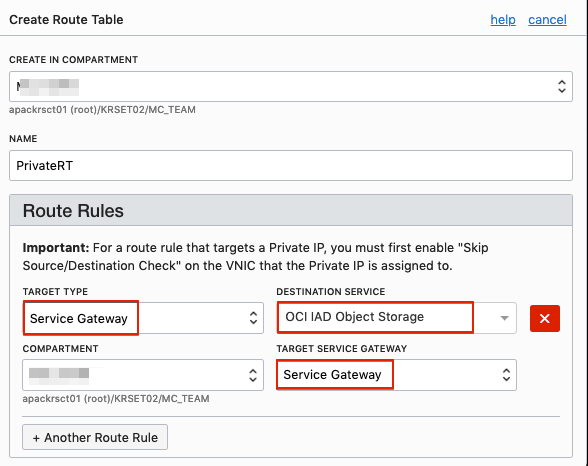 Create Route Table
help
cancel
CREATE IN COMPARTMENT
apackrsct01 (root)/KRSET02/MC_TEAM
NAME
PrivateRT
Route Rules
Important: For a route rule that targets a Private IP, you must first enable "Skip
Source/Destination Check" on the VNIC that the Private IP is assigned to.
TARGET TYPE
DESTINATION SERVICE
Service Gateway
OCI IAD Object Storage
COMPARTMENT
TARGET SERVICE GATEWAY
Service Gateway
apackrsct01 (root)/KRSET02/MC_TEAM
+ Another Route Rule